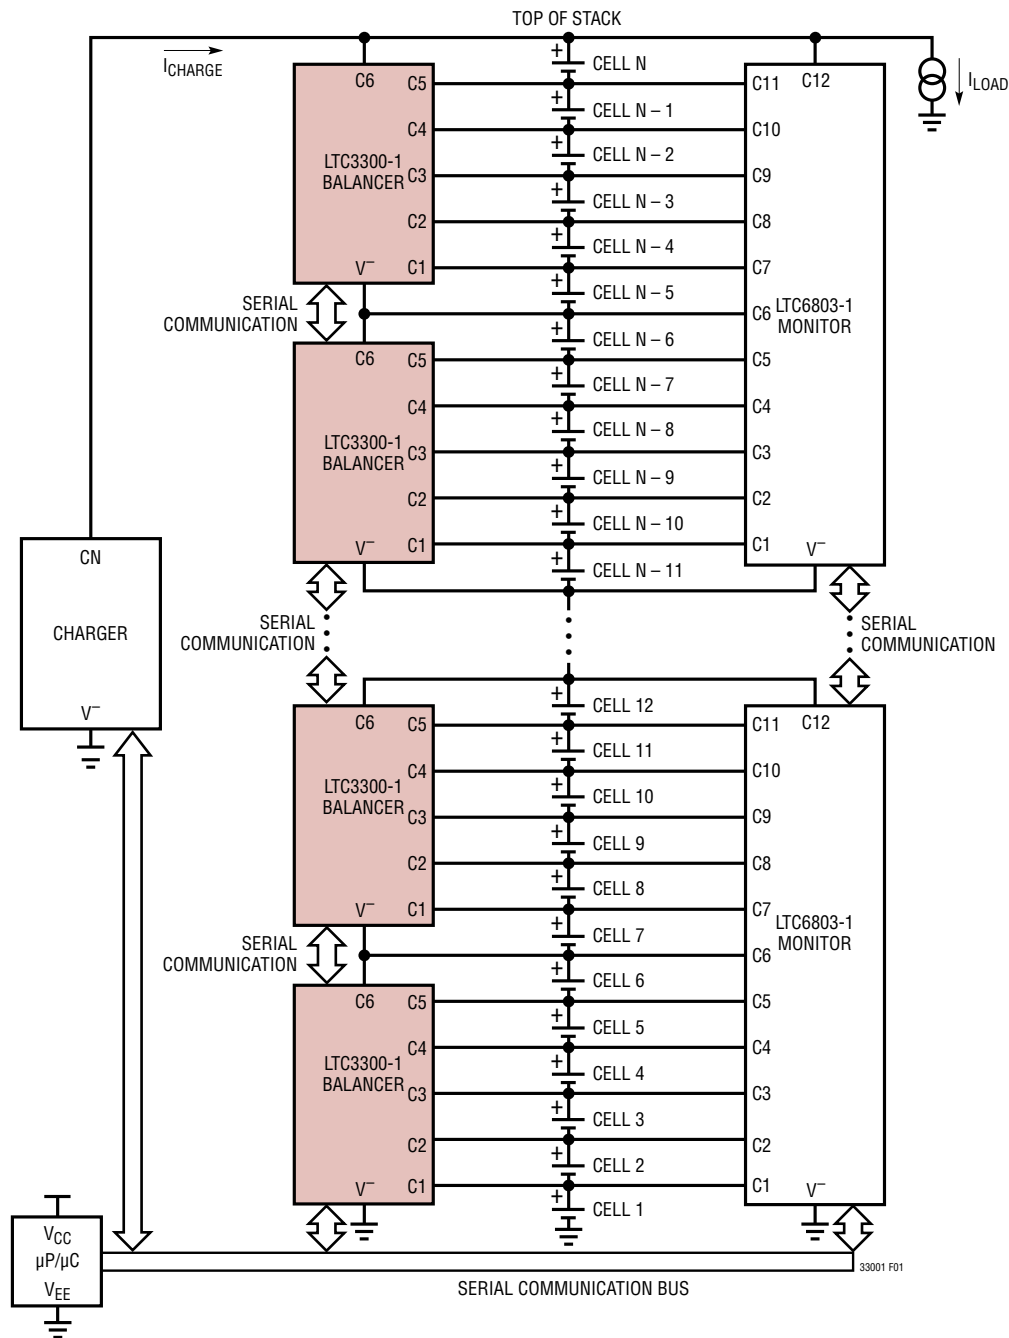 TOP OF STACK
I_CHARGE
I_LOAD
C6
C5
C4
C3
C2
C1
V–
LTC3300-1
BALANCER
+ CELL N
+ CELL N – 1
+ CELL N – 2
+ CELL N – 3
+ CELL N – 4
+ CELL N – 5
C12
C11
C10
C9
C8
C7
C6
LTC6803-1
MONITOR
C5
C4
C3
C2
C1
V–
SERIAL
COMMUNICATION
C6
C5
C4
C3
C2
C1
V–
LTC3300-1
BALANCER
+ CELL N – 6
+ CELL N – 7
+ CELL N – 8
+ CELL N – 9
+ CELL N – 10
+ CELL N – 11
CN
CHARGER
V–
SERIAL
COMMUNICATION
SERIAL
COMMUNICATION
C6
C5
C4
C3
C2
C1
V–
LTC3300-1
BALANCER
+ CELL 12
+ CELL 11
+ CELL 10
+ CELL 9
+ CELL 8
+ CELL 7
C12
C11
C10
C9
C8
C7
LTC6803-1
MONITOR
C6
C5
C4
C3
C2
C1
V–
SERIAL
COMMUNICATION
C6
C5
C4
C3
C2
C1
V–
LTC3300-1
BALANCER
+ CELL 6
+ CELL 5
+ CELL 4
+ CELL 3
+ CELL 2
+ CELL 1
VCC
µP/µC
VEE
SERIAL COMMUNICATION BUS
33001 F01